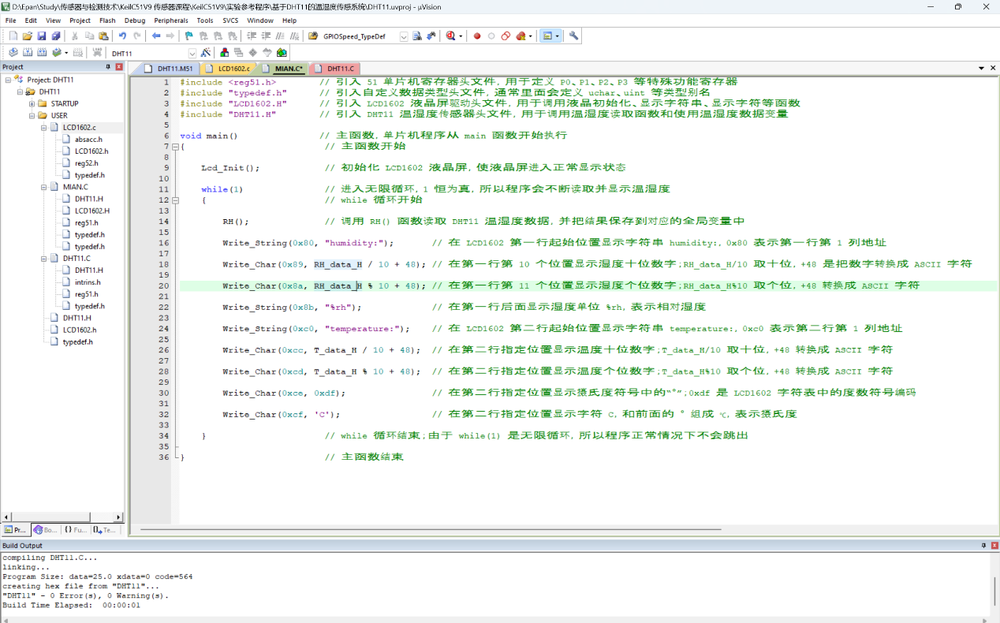 D:\Epan\Study\传感器与检测技术\KeilC51V9 传感器课程\KeilC51V9\实验参考程序\基于DHT11的温湿度传感系统\DHT11.uvproj - µVision
File Edit View Project Flash Debug Peripherals Tools SVCS Window Help
GPIOSpeed_TypeDef
DHT11
Project
DHT11.M51 LCD1602.c MIAN.C* DHT11.C
Project: DHT11
DHT11
STARTUP
USER
LCD1602.c
absacc.h
LCD1602.h
reg52.h
typedef.h
MIAN.C
DHT11.H
LCD1602.H
reg51.h
typedef.h
typedef.h
DHT11.C
DHT11.H
intrins.h
reg51.h
typedef.h
DHT11.H
LCD1602.h
typedef.h
1 #include <reg51.h> // 引入 51 单片机寄存器头文件，用于定义 P0、P1、P2、P3 等特殊功能寄存器
2 #include "typedef.h" // 引入自定义数据类型头文件，通常里面会定义 uchar、uint 等类型别名
3 #include "LCD1602.H" // 引入 LCD1602 液晶屏驱动头文件，用于调用液晶初始化、显示字符串、显示字符等函数
4 #include "DHT11.H" // 引入 DHT11 温湿度传感器头文件，用于调用温湿度读取函数和使用温湿度数据变量
5
6 void main() // 主函数，单片机程序从 main 函数开始执行
7 { // 主函数开始
8
9 Lcd_Init(); // 初始化 LCD1602 液晶屏，使液晶屏进入正常显示状态
10
11 while(1) // 进入无限循环，1 恒为真，所以程序会不断读取并显示温湿度
12 { // while 循环开始
13
14 RH(); // 调用 RH() 函数读取 DHT11 温湿度数据，并把结果保存到对应的全局变量中
15
16 Write_String(0x80, "humidity:"); // 在 LCD1602 第一行起始位置显示字符串 humidity:，0x80 表示第一行第 1 列地址
17
18 Write_Char(0x89, RH_data_H / 10 + 48); // 在第一行第 10 个位置显示湿度十位数字；RH_data_H/10 取十位，+48 是把数字转换成 ASCII 字符
19
20 Write_Char(0x8a, RH_data_H % 10 + 48); // 在第一行第 11 个位置显示湿度个位数字；RH_data_H%10 取个位，+48 转换成 ASCII 字符
21
22 Write_String(0x8b, "%rh"); // 在第一行后面显示湿度单位 %rh，表示相对湿度
23
24 Write_String(0xc0, "temperature:"); // 在 LCD1602 第二行起始位置显示字符串 temperature:，0xc0 表示第二行第 1 列地址
25
26 Write_Char(0xcc, T_data_H / 10 + 48); // 在第二行指定位置显示温度十位数字；T_data_H/10 取十位，+48 转换成 ASCII 字符
27
28 Write_Char(0xcd, T_data_H % 10 + 48); // 在第二行指定位置显示温度个位数字；T_data_H%10 取个位，+48 转换成 ASCII 字符
29
30 Write_Char(0xce, 0xdf); // 在第二行指定位置显示摄氏度符号中的“°”；0xdf 是 LCD1602 字符表中的度数符号编码
31
32 Write_Char(0xcf, 'C'); // 在第二行指定位置显示字符 C，和前面的 ° 组成 ℃，表示摄氏度
33
34 } // while 循环结束；由于 while(1) 是无限循环，所以程序正常情况下不会跳出
35
36 } // 主函数结束
Pr... Bo... {} Fu... Te...
Build Output
compiling DHT11.C...
linking...
Program Size: data=25.0 xdata=0 code=564
creating hex file from "DHT11"...
"DHT11" - 0 Error(s), 0 Warning(s).
Build Time Elapsed: 00:00:01